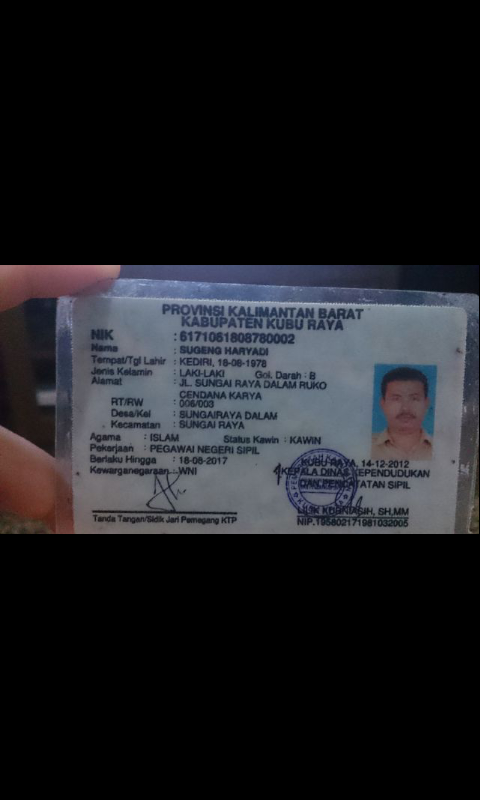 PROVINSI KALIMANTAN BARAT
KABUPATEN KUBU RAYA
NIK : 6171051808780002
Nama : SUGENG HARYADI
Tempat/Tgl Lahir : KEDIRI, 18-08-1978
Jenis Kelamin : LAKI-LAKI Gol. Darah : B
Alamat : JL. SUNGAI RAYA DALAM RUKO
CENDANA KARYA
RT/RW : 006/003
Desa/Kel : SUNGAIRAYA DALAM
Kecamatan : SUNGAI RAYA
Agama : ISLAM Status Kawin : KAWIN
Pekerjaan : PEGAWAI NEGERI SIPIL
Berlaku Hingga : 18-08-2017
Kewarganegaraan : WNI
KUBU RAYA, 14-12-2012
KEPALA DINAS KEPENDUDUKAN
DAN PENCATATAN SIPIL
Tanda Tangan/Sidik Jari Pemegang KTP
LILIK KURNIASIH, SH,MM
NIP.195802171981032005